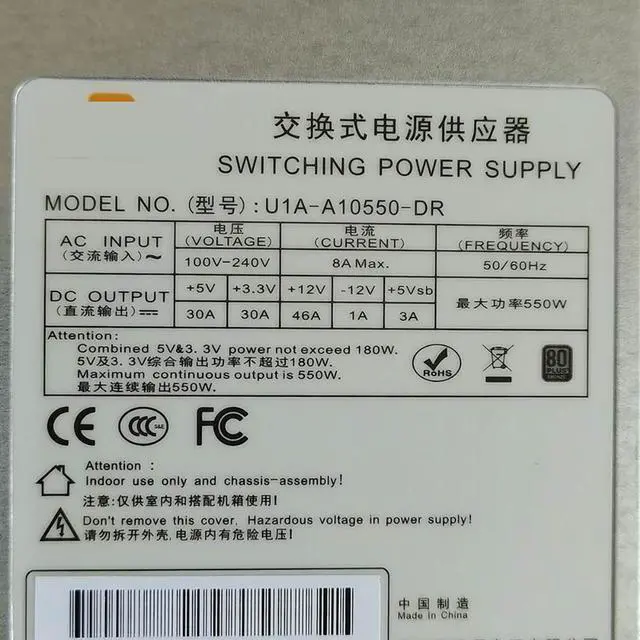 交换式电源供应器
SWITCHING POWER SUPPLY
MODEL NO. (型号): U1A-A10550-DR
AC INPUT
(交流输入)~
电压
(VOLTAGE)
电流
(CURRENT)
频率
(FREQUENCY)
100V-240V
8A Max.
50/60Hz
DC OUTPUT
(直流输出)
+5V
+3.3V
+12V
-12V
+5Vsb
最大功率550W
30A
30A
46A
1A
3A
Attention:
Combined 5V&3. 3V power not exceed 180W.
5V及3. 3V综合输出功率不超过180W.
Maximum continuous output is 550W.
最大连续输出550W.
RoHS
80
PLUS
CE
CCC
S&E
FC
Attention :
Indoor use only and chassis-assembly!
注意:仅供室内和搭配机箱使用!
Don't remove this cover, Hazardous voltage in power supply!
请勿拆开外壳,电源内有危险电压!
中国制造
Made in China